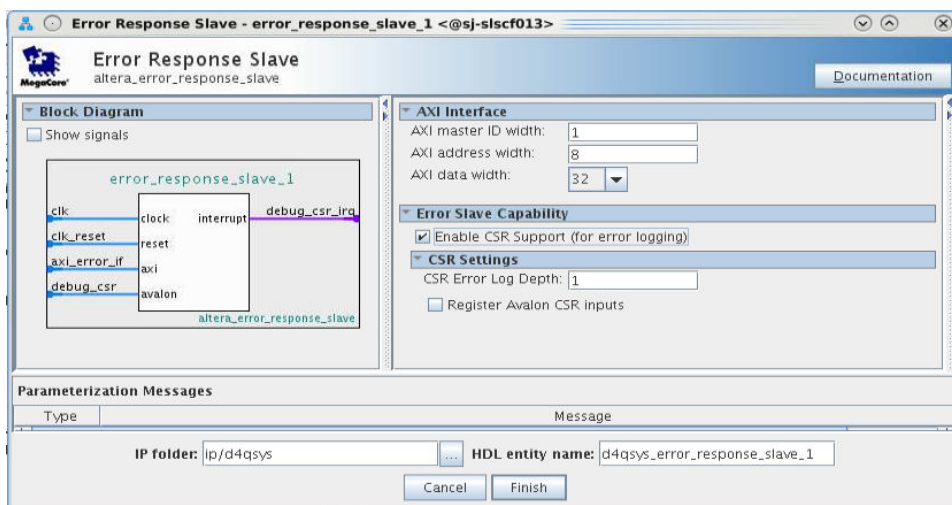 Error Response Slave - error_response_slave_1 <@sj-slscf013>
MegaCore'
Error Response Slave
altera_error_response_slave
Documentation
Block Diagram
Show signals
error_response_slave_1
clk
clock
interrupt
debug_csr_irq
clk_reset
reset
axi_error_if
axi
debug_csr
avalon
altera_error_response_slave
AXI Interface
AXI master ID width: 1
AXI address width: 8
AXI data width: 32
Error Slave Capability
Enable CSR Support (for error logging)
CSR Settings
CSR Error Log Depth: 1
Register Avalon CSR inputs
Parameterization Messages
Type Message
IP folder: ip/d4qsys ... HDL entity name: d4qsys_error_response_slave_1
Cancel Finish